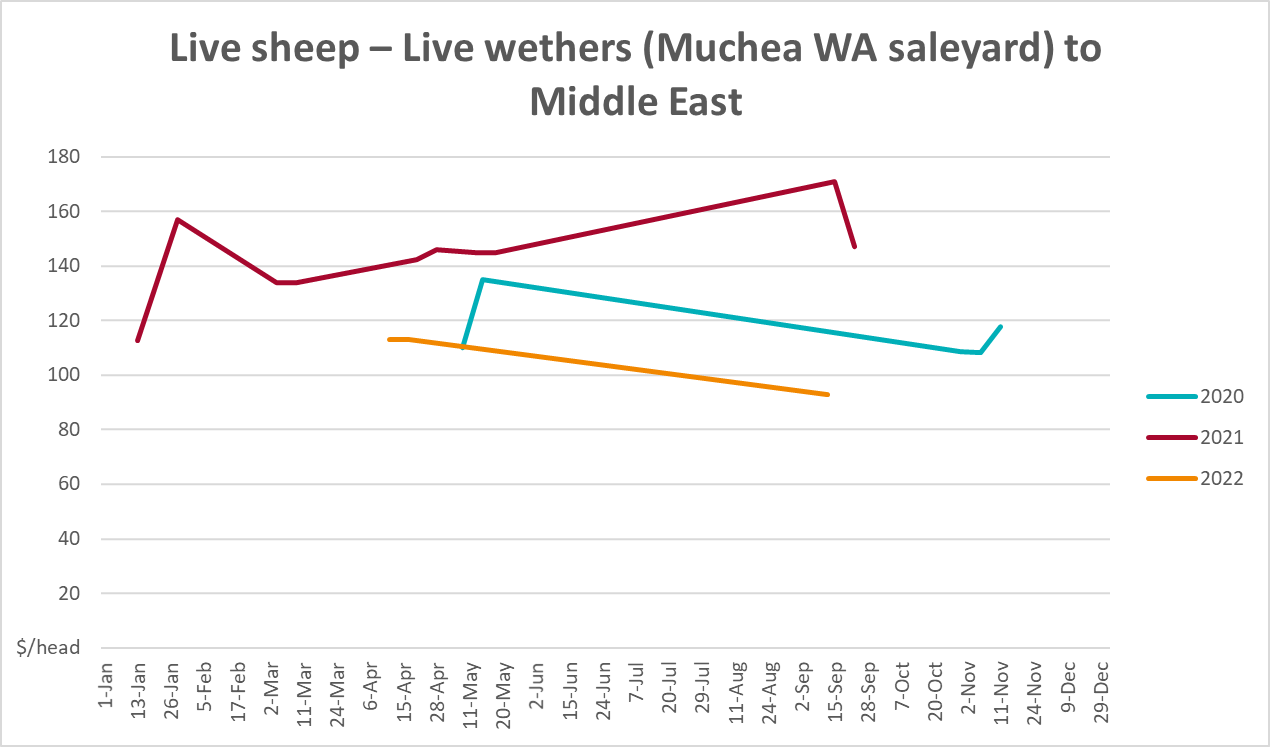 Live sheep – Live wethers (Muchea WA saleyard) to
Middle East
180
160
140
120
100
80
60
40
20
$/head
1-Jan
13-Jan
26-Jan
5-Feb
17-Feb
2-Mar
11-Mar
24-Mar
6-Apr
15-Apr
28-Apr
11-May
20-May
2-Jun
15-Jun
24-Jun
7-Jul
20-Jul
29-Jul
11-Aug
24-Aug
2-Sep
15-Sep
28-Sep
7-Oct
20-Oct
2-Nov
11-Nov
24-Nov
9-Dec
29-Dec
2020
2021
2022